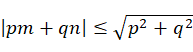 |pm + qn| ≤ √(p² + q²)